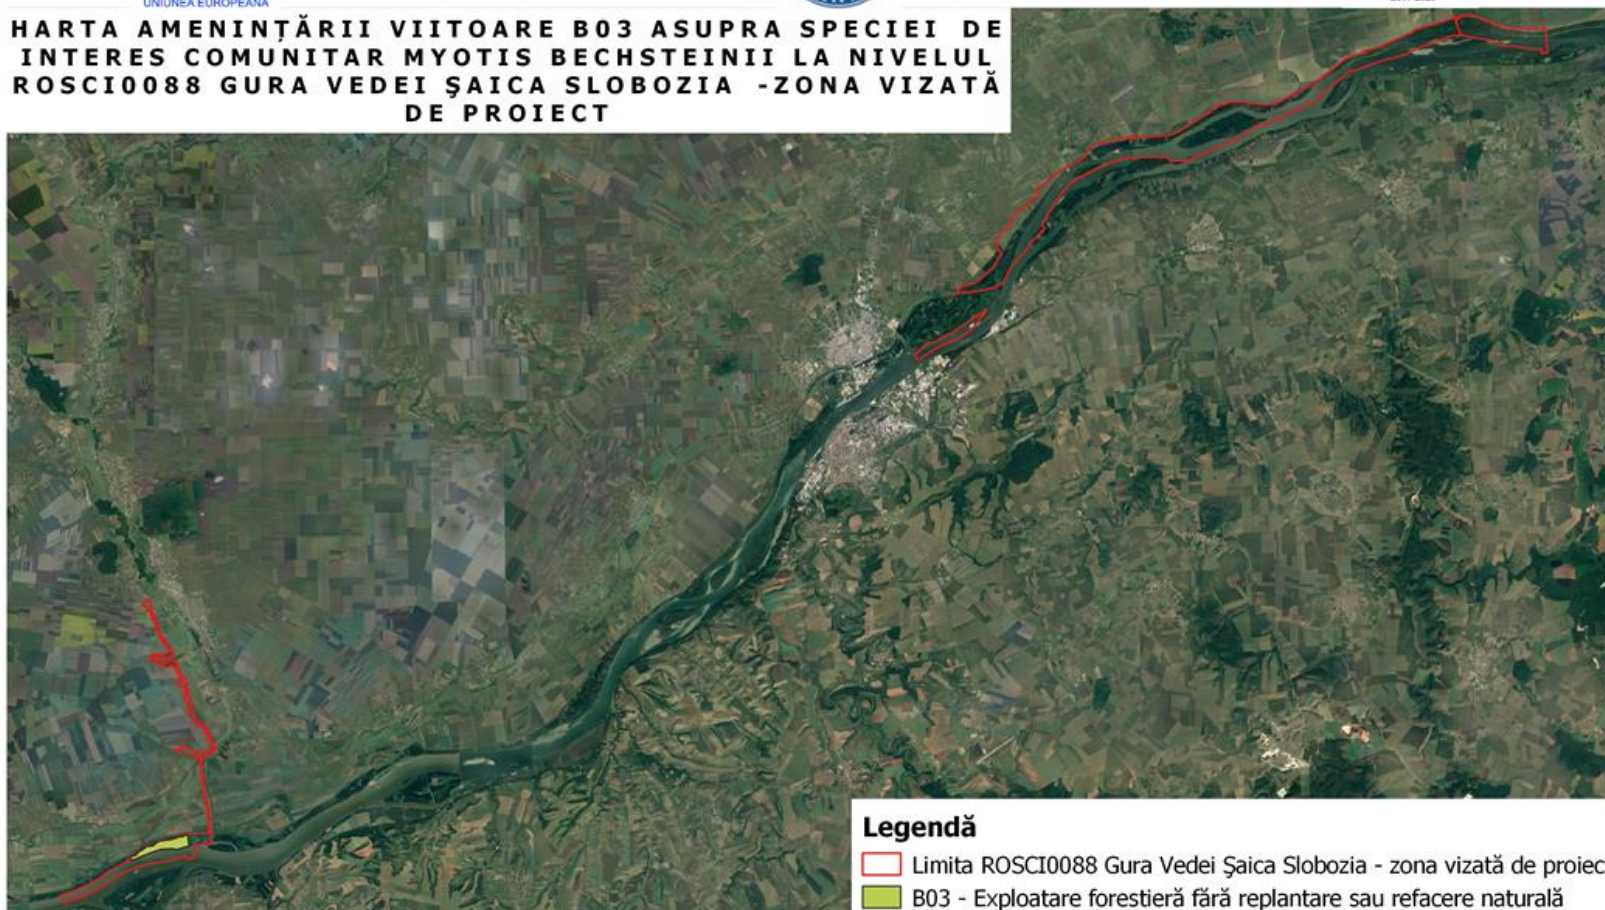 UNIUNEA EUROPEANĂ
HARTA AMENINȚĂRII VIITOARE B03 ASUPRA SPECIEI DE
INTERES COMUNITAR MYOTIS BECHSTEINII LA NIVELUL
ROSCI0088 GURA VEDEI ŞAICA SLOBOZIA -ZONA VIZATĂ
DE PROIECT
Legendă
Limita ROSCI0088 Gura Vedei Şaica Slobozia - zona vizată de proiec
B03 - Exploatare forestieră fără replantare sau refacere naturală